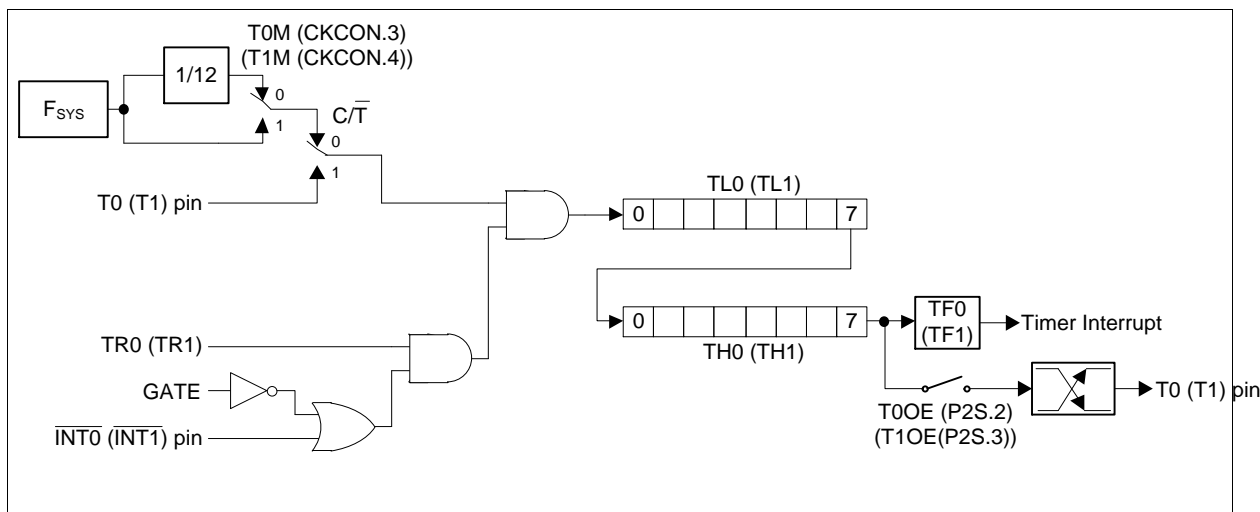 T0M (CKCON.3)
(T1M (CKCON.4))
1/12
FSYS
0
1
C/T̅
0
1
T0 (T1) pin
TL0 (TL1)
0 7
0 7
TH0 (TH1)
TF0
(TF1)
Timer Interrupt
TR0 (TR1)
GATE
I̅N̅T̅0̅ (I̅N̅T̅1̅) pin
T0OE (P2S.2)
(T1OE(P2S.3))
T0 (T1) pin